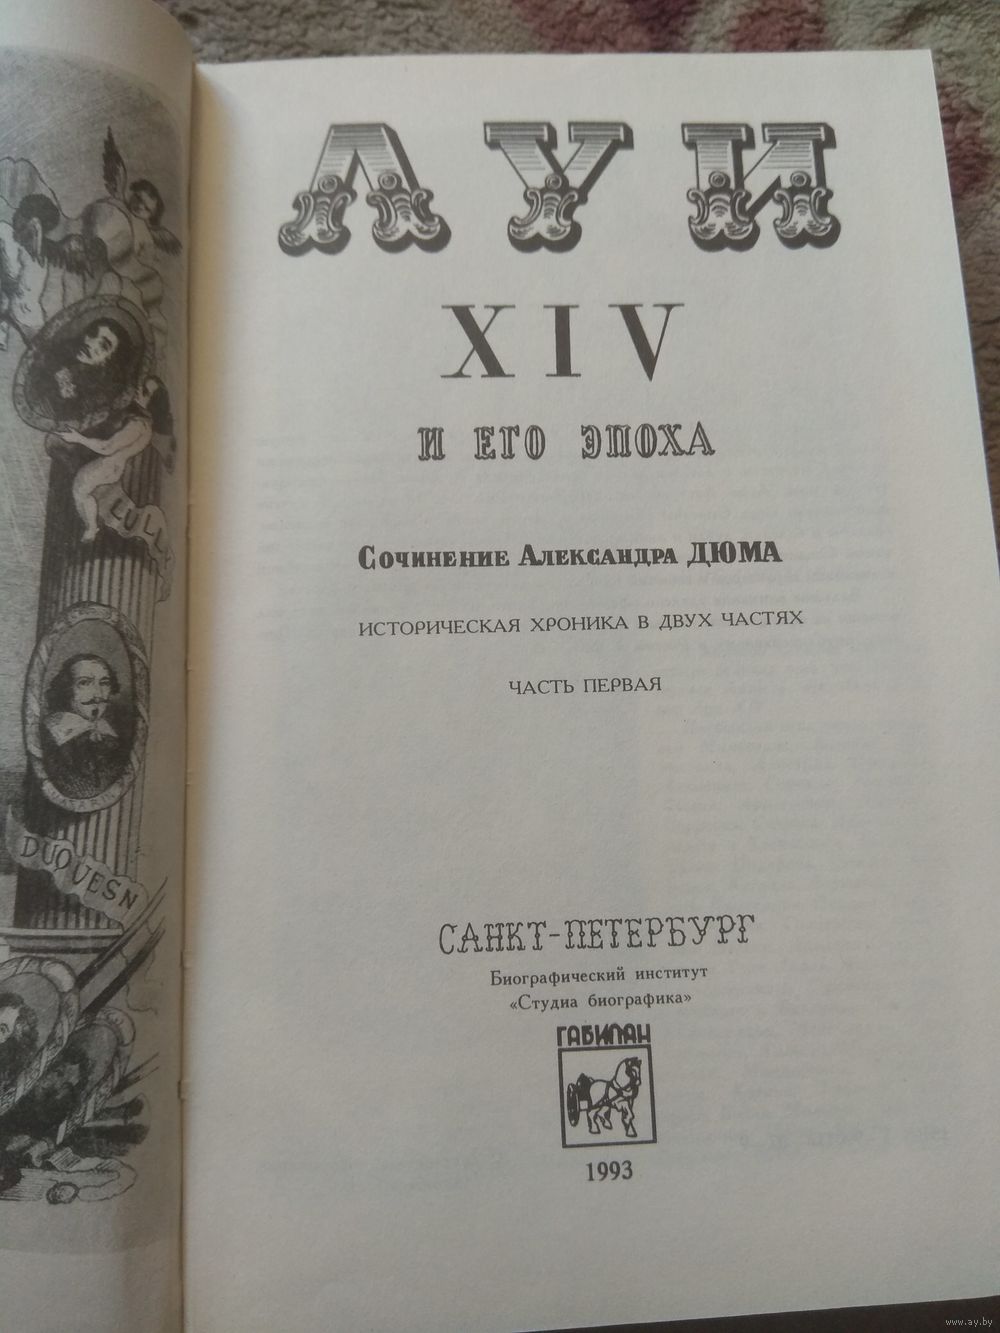 LULL
DUQUESN
ЛУИ
XIV
И ЕГО ЭПОХА
Сочинение Александра ДЮМА
ИСТОРИЧЕСКАЯ ХРОНИКА В ДВУХ ЧАСТЯХ
ЧАСТЬ ПЕРВАЯ
САНКТ-ПЕТЕРБУРГ
Биографический институт
«Студиа биографика»
ГАБИЛАН
1993
www.ay.by